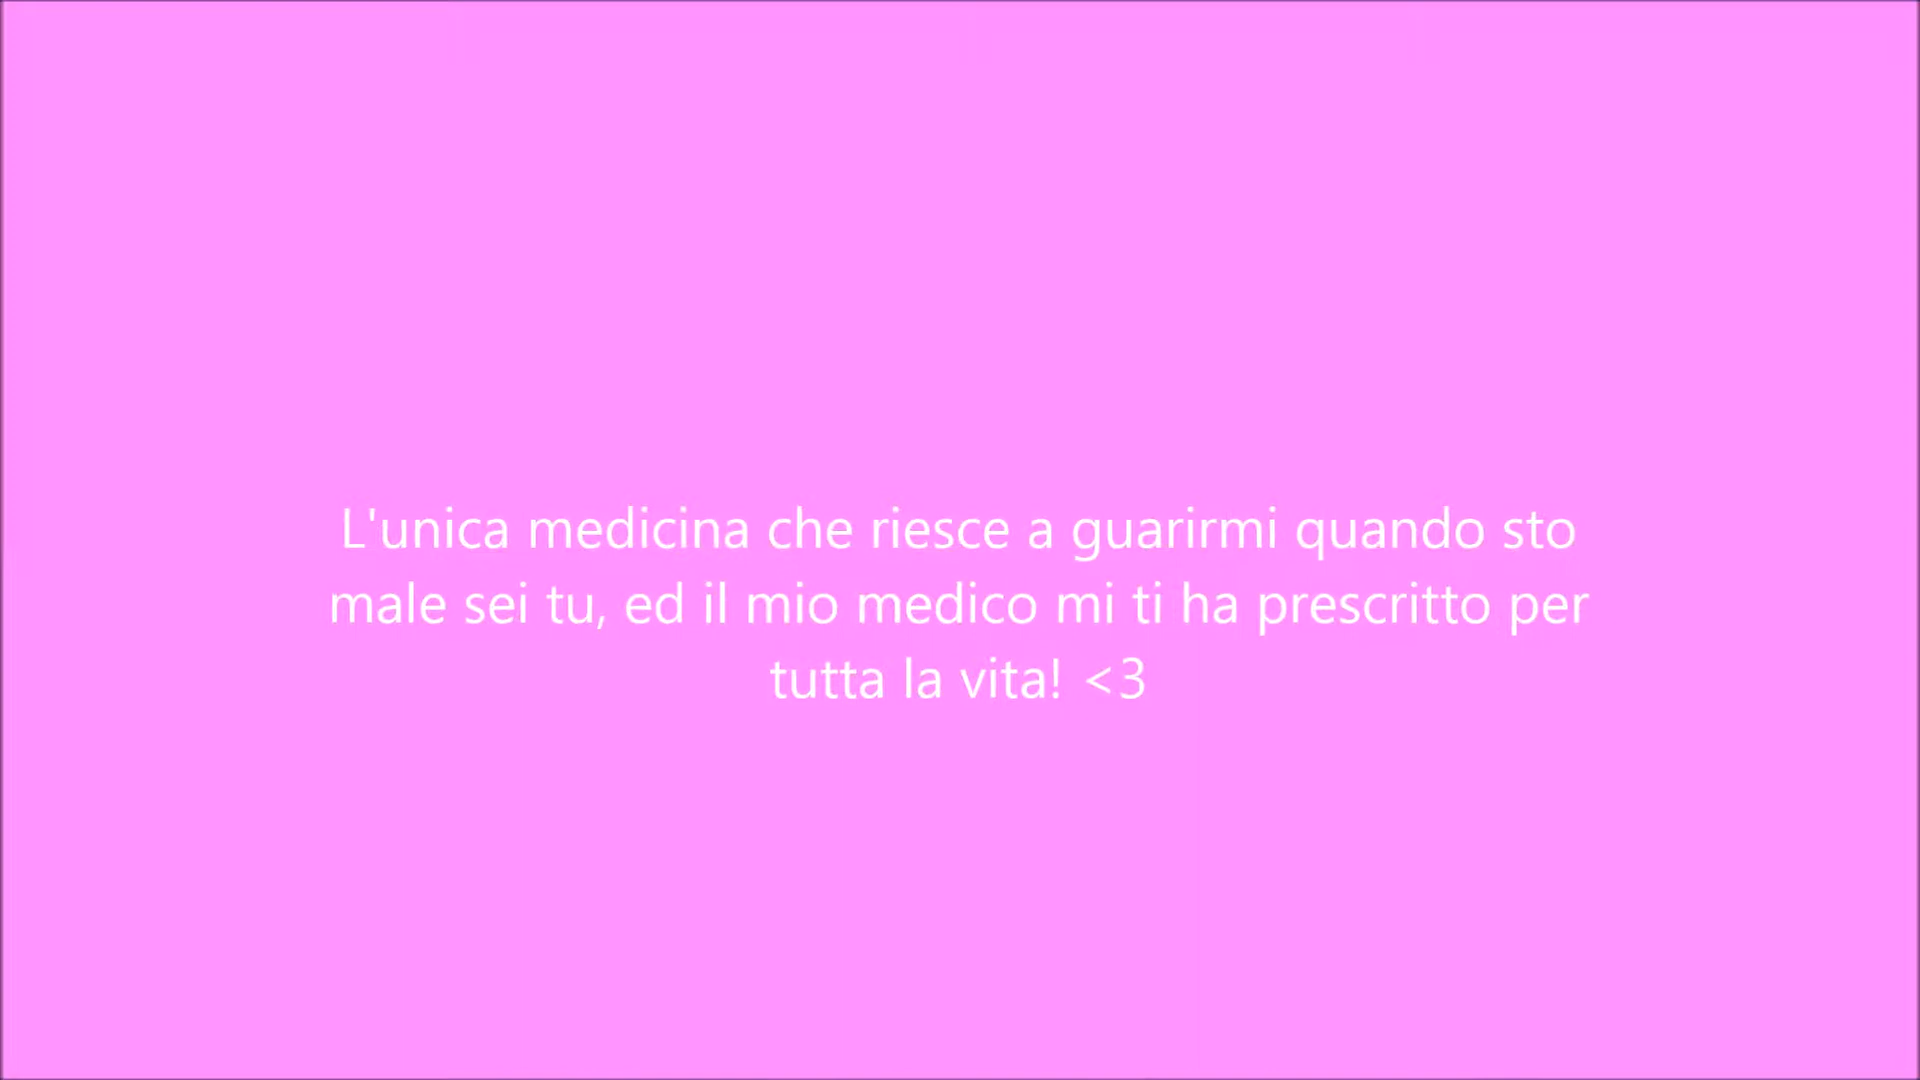 L'unica medicina che riesce a guarirmi quando sto
male sei tu, ed il mio medico mi ti ha prescritto per
tutta la vita! <3